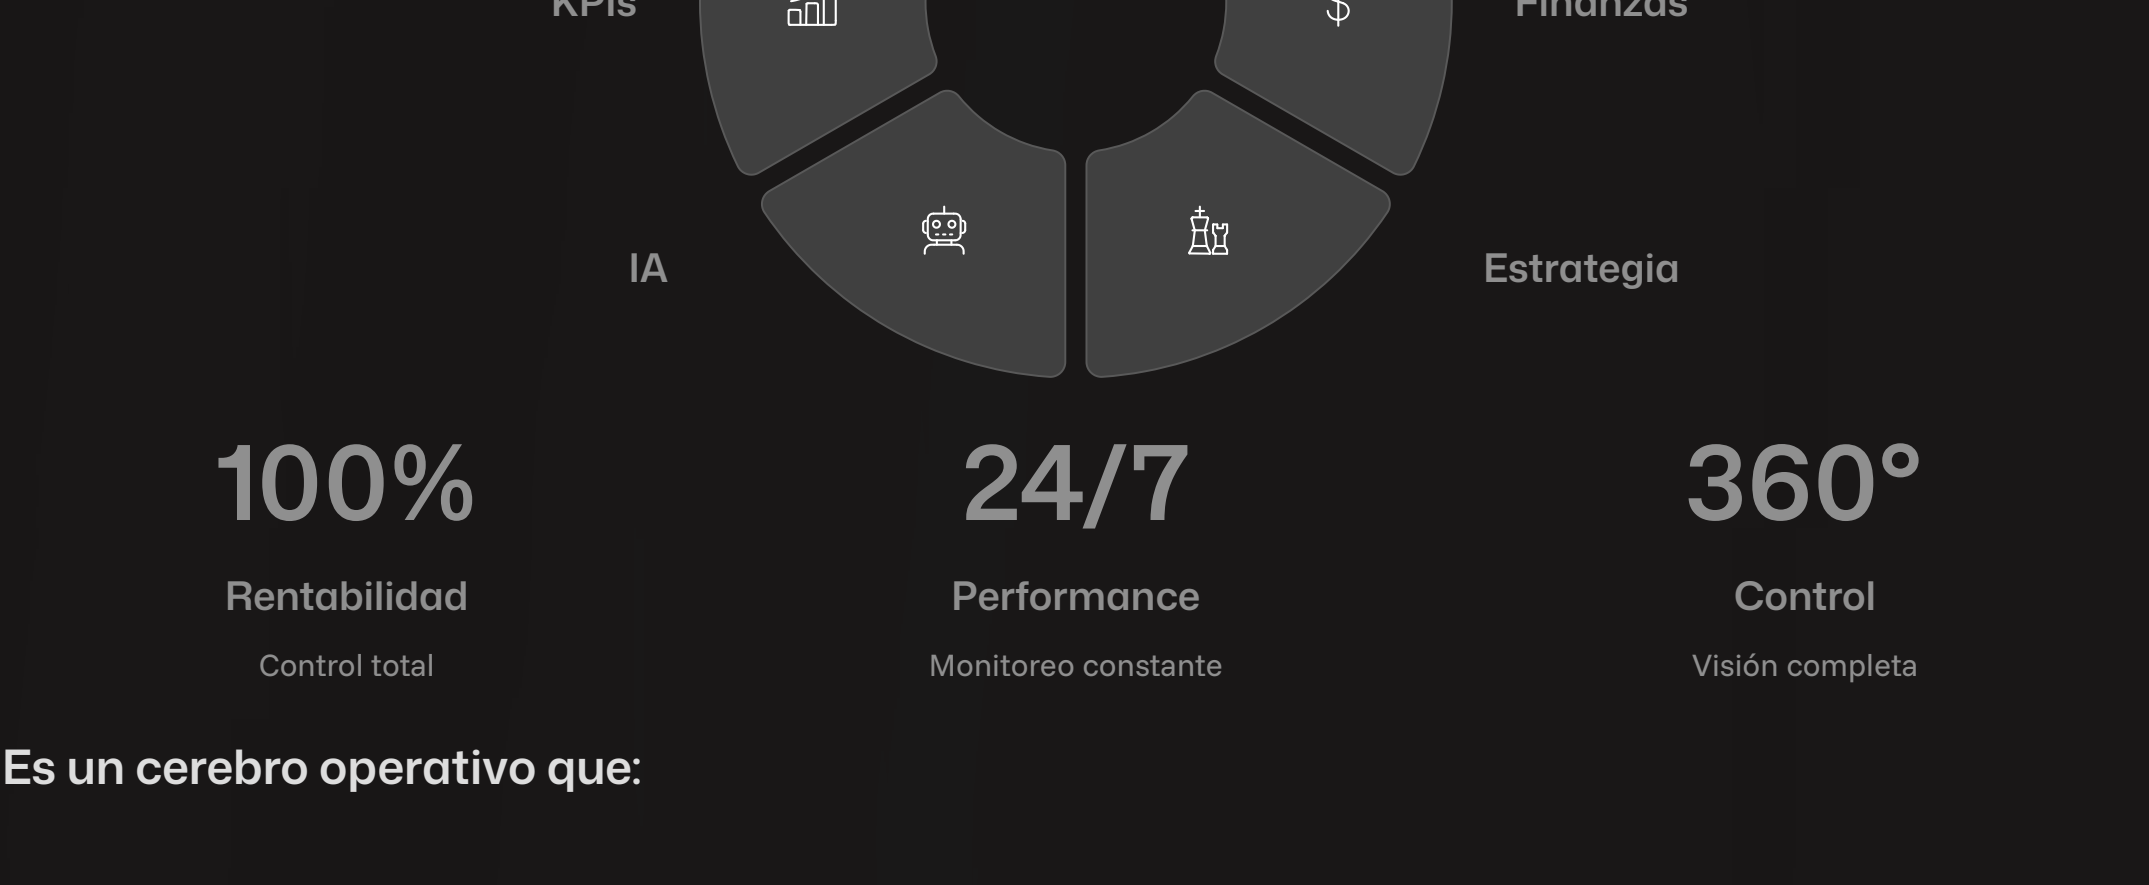 KPIs
Finanzas
IA
Estrategia
100%
24/7
360°
Rentabilidad
Performance
Control
Control total
Monitoreo constante
Visión completa
Es un cerebro operativo que: